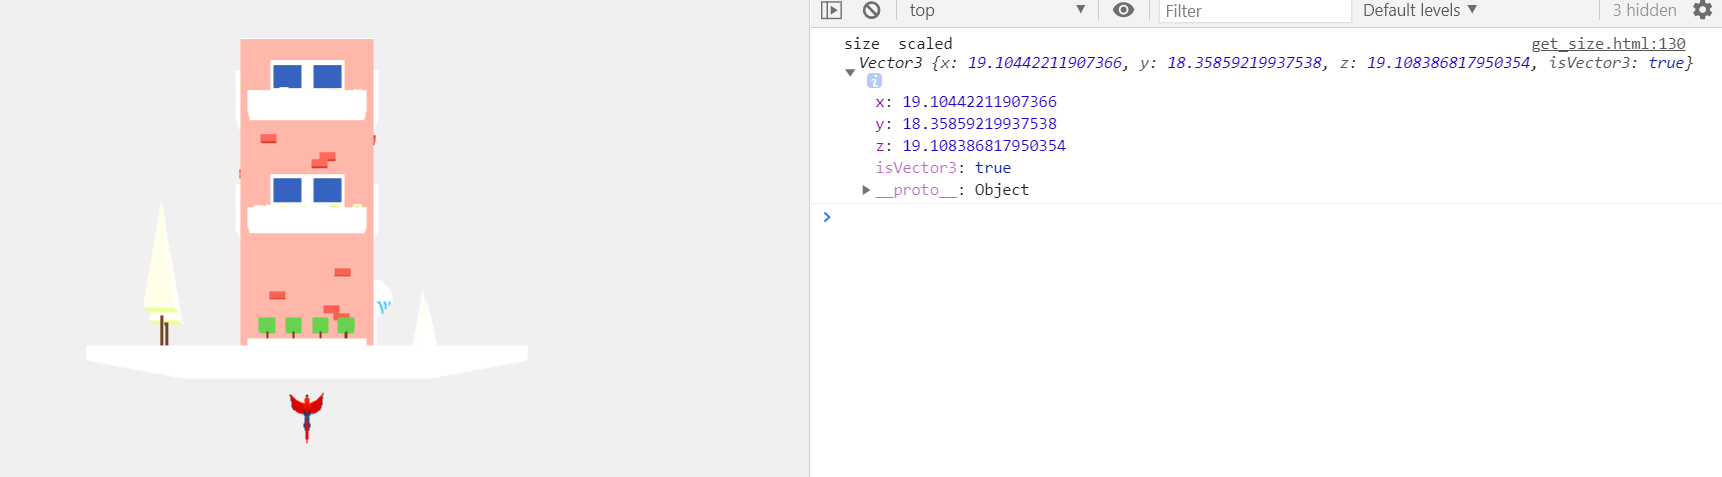 top ▼
Filter
Default levels ▼
3 hidden
size scaled
get_size.html:130
▼ Vector3 {x: 19.10442211907366, y: 18.35859219937538, z: 19.108386817950354, isVector3: true}
i
x: 19.10442211907366
y: 18.35859219937538
z: 19.108386817950354
isVector3: true
▶ __proto__: Object
>
W